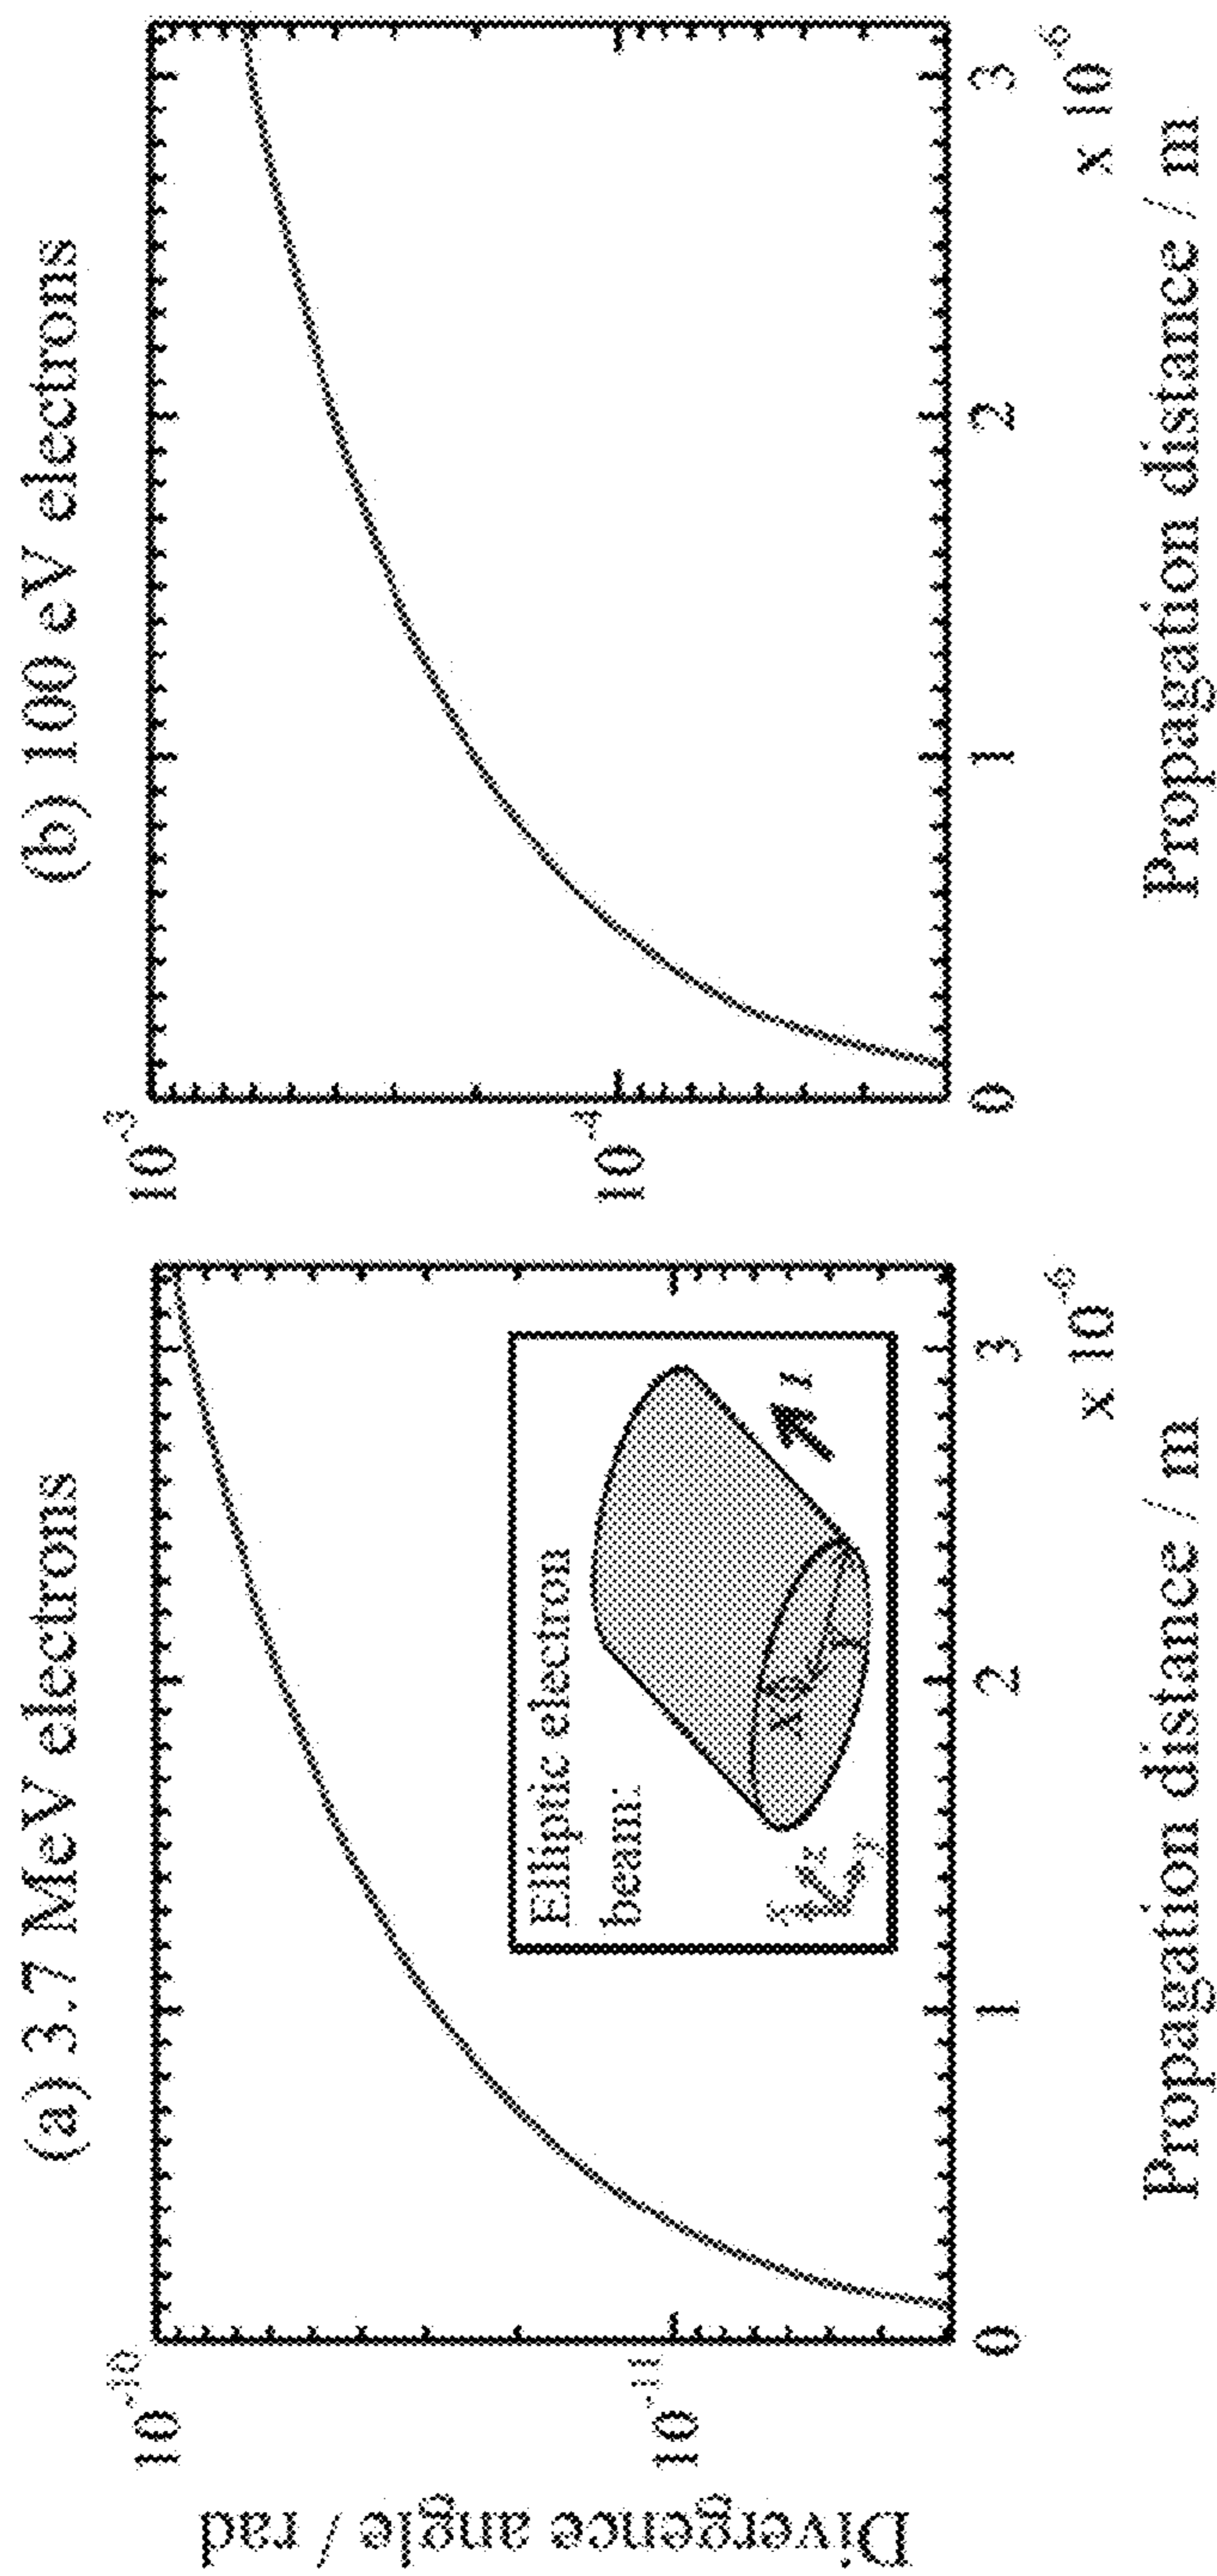 (a) 3.7 MeV electrons
Divergence angle / rad
10^-10
10^-11
Elliptic electron
beam:
x
z
y
X
Y
I
0 1 2 3
x 10^-6
Propagation distance / m
(b) 100 eV electrons
10^-3
10^-4
0 1 2 3
x 10^-6
Propagation distance / m